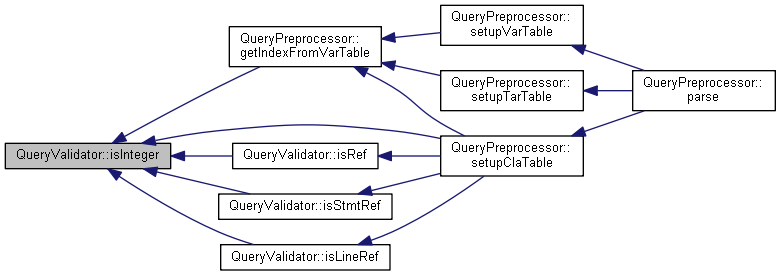 QueryValidator::isInteger
QueryPreprocessor::
getIndexFromVarTable
QueryValidator::isRef
QueryValidator::isStmtRef
QueryValidator::isLineRef
QueryPreprocessor::
setupVarTable
QueryPreprocessor::
setupTarTable
QueryPreprocessor::
setupClaTable
QueryPreprocessor::
parse